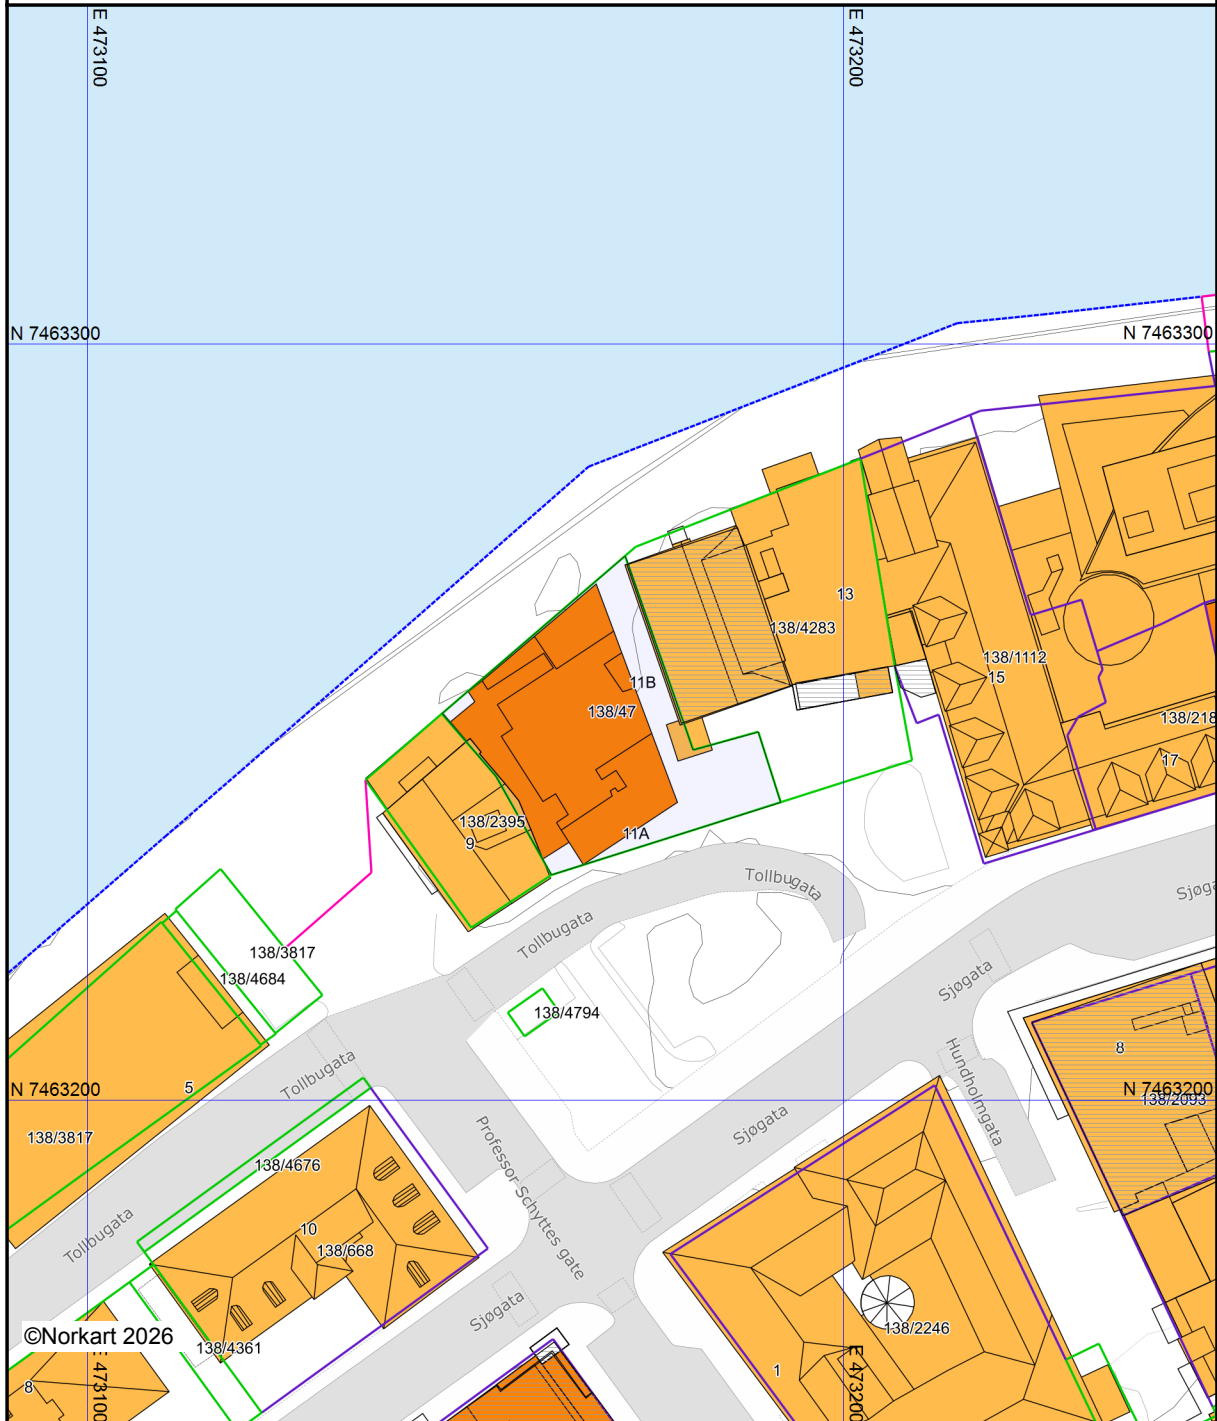 E 473100
E 473200
N 7463300
N 7463300
13
138/4283
138/1112
15
11B
138/47
138/218
17
138/2395
9
11A
Tollbugata
Sjøga
Tollbugata
138/3817
138/4684
Sjøgata
138/4794
8
Tollbugata
5
Hundholmgata
N 7463200
N 7463200
138/2093
Sjøgata
138/3817
138/4676
Professor Schyttes gate
10
138/668
Tollbugata
Sjøgata
©Norkart 2026
138/4361
138/2246
1
8
E 473100
E 473200